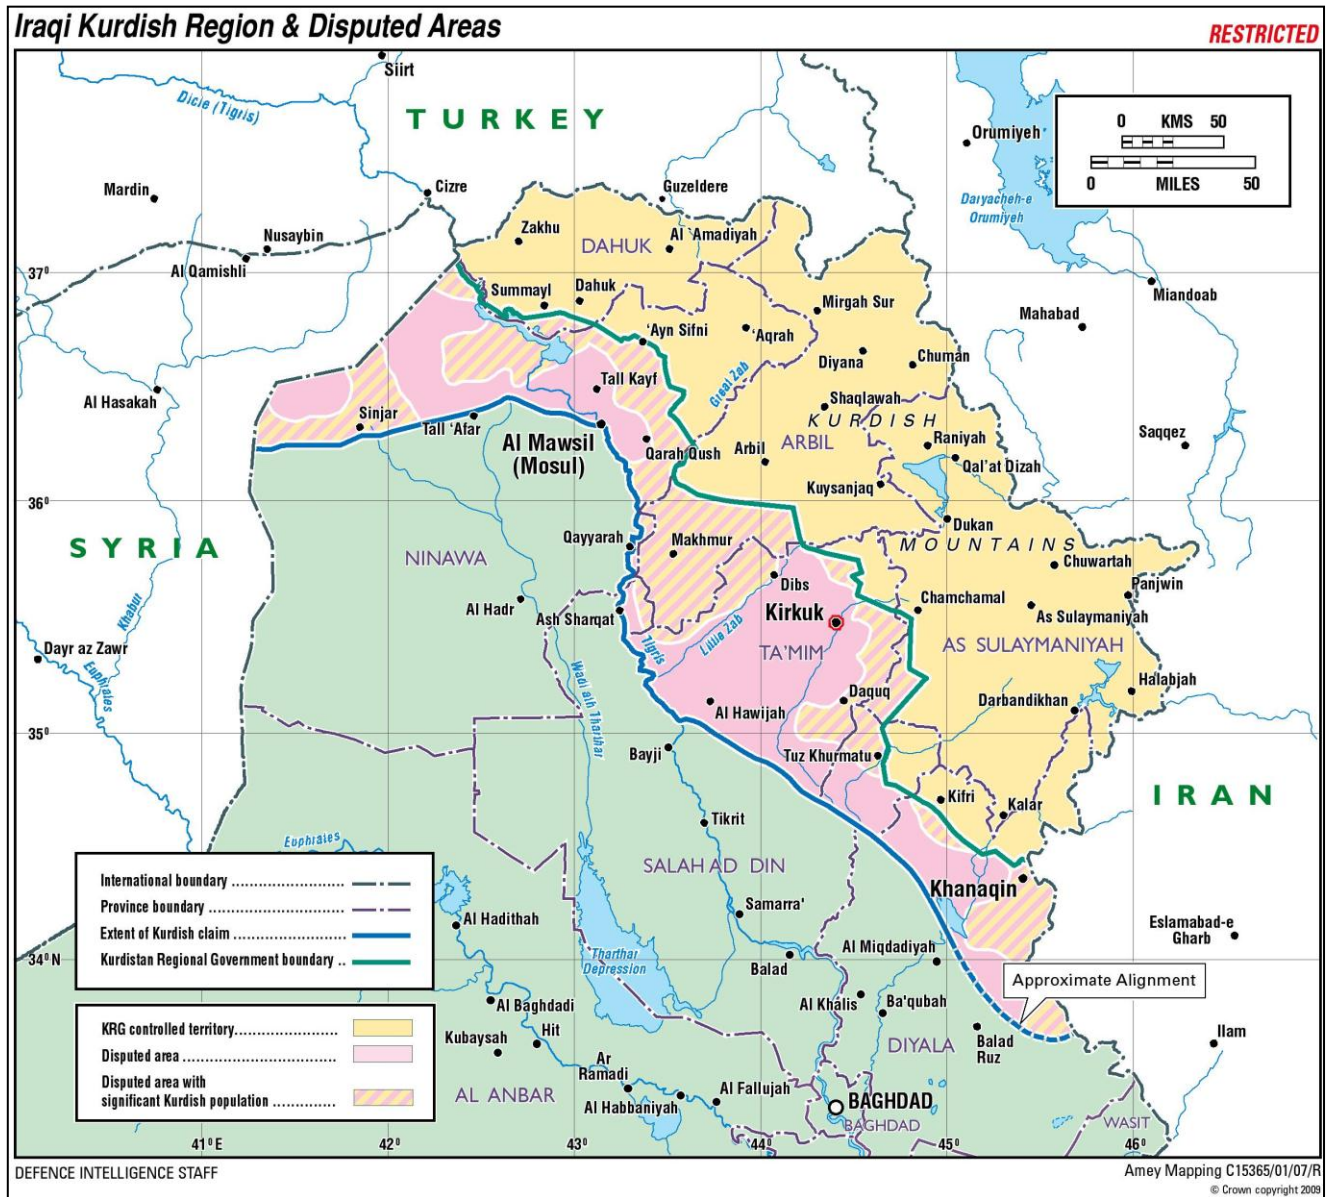 Iraqi Kurdish Region & Disputed Areas
RESTRICTED
Siirt
Dicle (Tigris)
TURKEY
0 KMS 50
0 MILES 50
Orumiyeh
Daryacheh-e
Orumiyeh
Mardin
Cizre
Guzeldere
Nusaybin
Al Qamishli
Zakhu
DAHUK
Al 'Amadiyah
37°
Summayl
Dahuk
Mirgah Sur
Miandoab
Mahabad
'Ayn Sifni
'Aqrah
Diyana
Chuman
Great Zab
Tall Kayf
Al Hasakah
Sinjar
Tall 'Afar
Shaqlawah
KURDISH
Al Mawsil
(Mosul)
Qarah Qush
Arbil
ARBIL
Raniyah
Qal'at Dizah
Saqqez
Kuysanjaq
36°
Dukan
SYRIA
NINAWA
Qayyarah
Makhmur
MOUNTAINS
Chuwartah
Panjwin
Khabur
Al Hadr
Ash Sharqat
Dibs
Kirkuk
Chamchamal
As Sulaymaniyah
Tigris
Little Zab
TA'MIM
AS SULAYMANIYAH
Dayr az Zawr
Euphrates
Wadi ath Tharthar
Al Hawijah
Daquq
Darbandikhan
Halabjah
35°
Bayji
Tuz Khurmatu
IRAN
Kifri
Kalar
Tikrit
Euphrates
SALAH AD DIN
Khanaqin
International boundary
Province boundary
Extent of Kurdish claim
Kurdistan Regional Government boundary
Al Hadithah
Samarra'
Eslamabad-e
Gharb
34° N
Tharthar
Depression
Balad
Al Miqdadiyah
Approximate Alignment
Al Baghdadi
Al Khalis
Ba'qubah
KRG controlled territory
Disputed area
Disputed area with
significant Kurdish population
Kubaysah
Hit
Balad
Ruz
Ilam
DIYALA
Ar
Ramadi
AL ANBAR
Al Habbaniyah
Al Fallujah
BAGHDAD
BAGHDAD
WASIT
41° E
42°
43°
44°
45°
46°
DEFENCE INTELLIGENCE STAFF
Amey Mapping C15365/01/07/R
© Crown copyright 2009